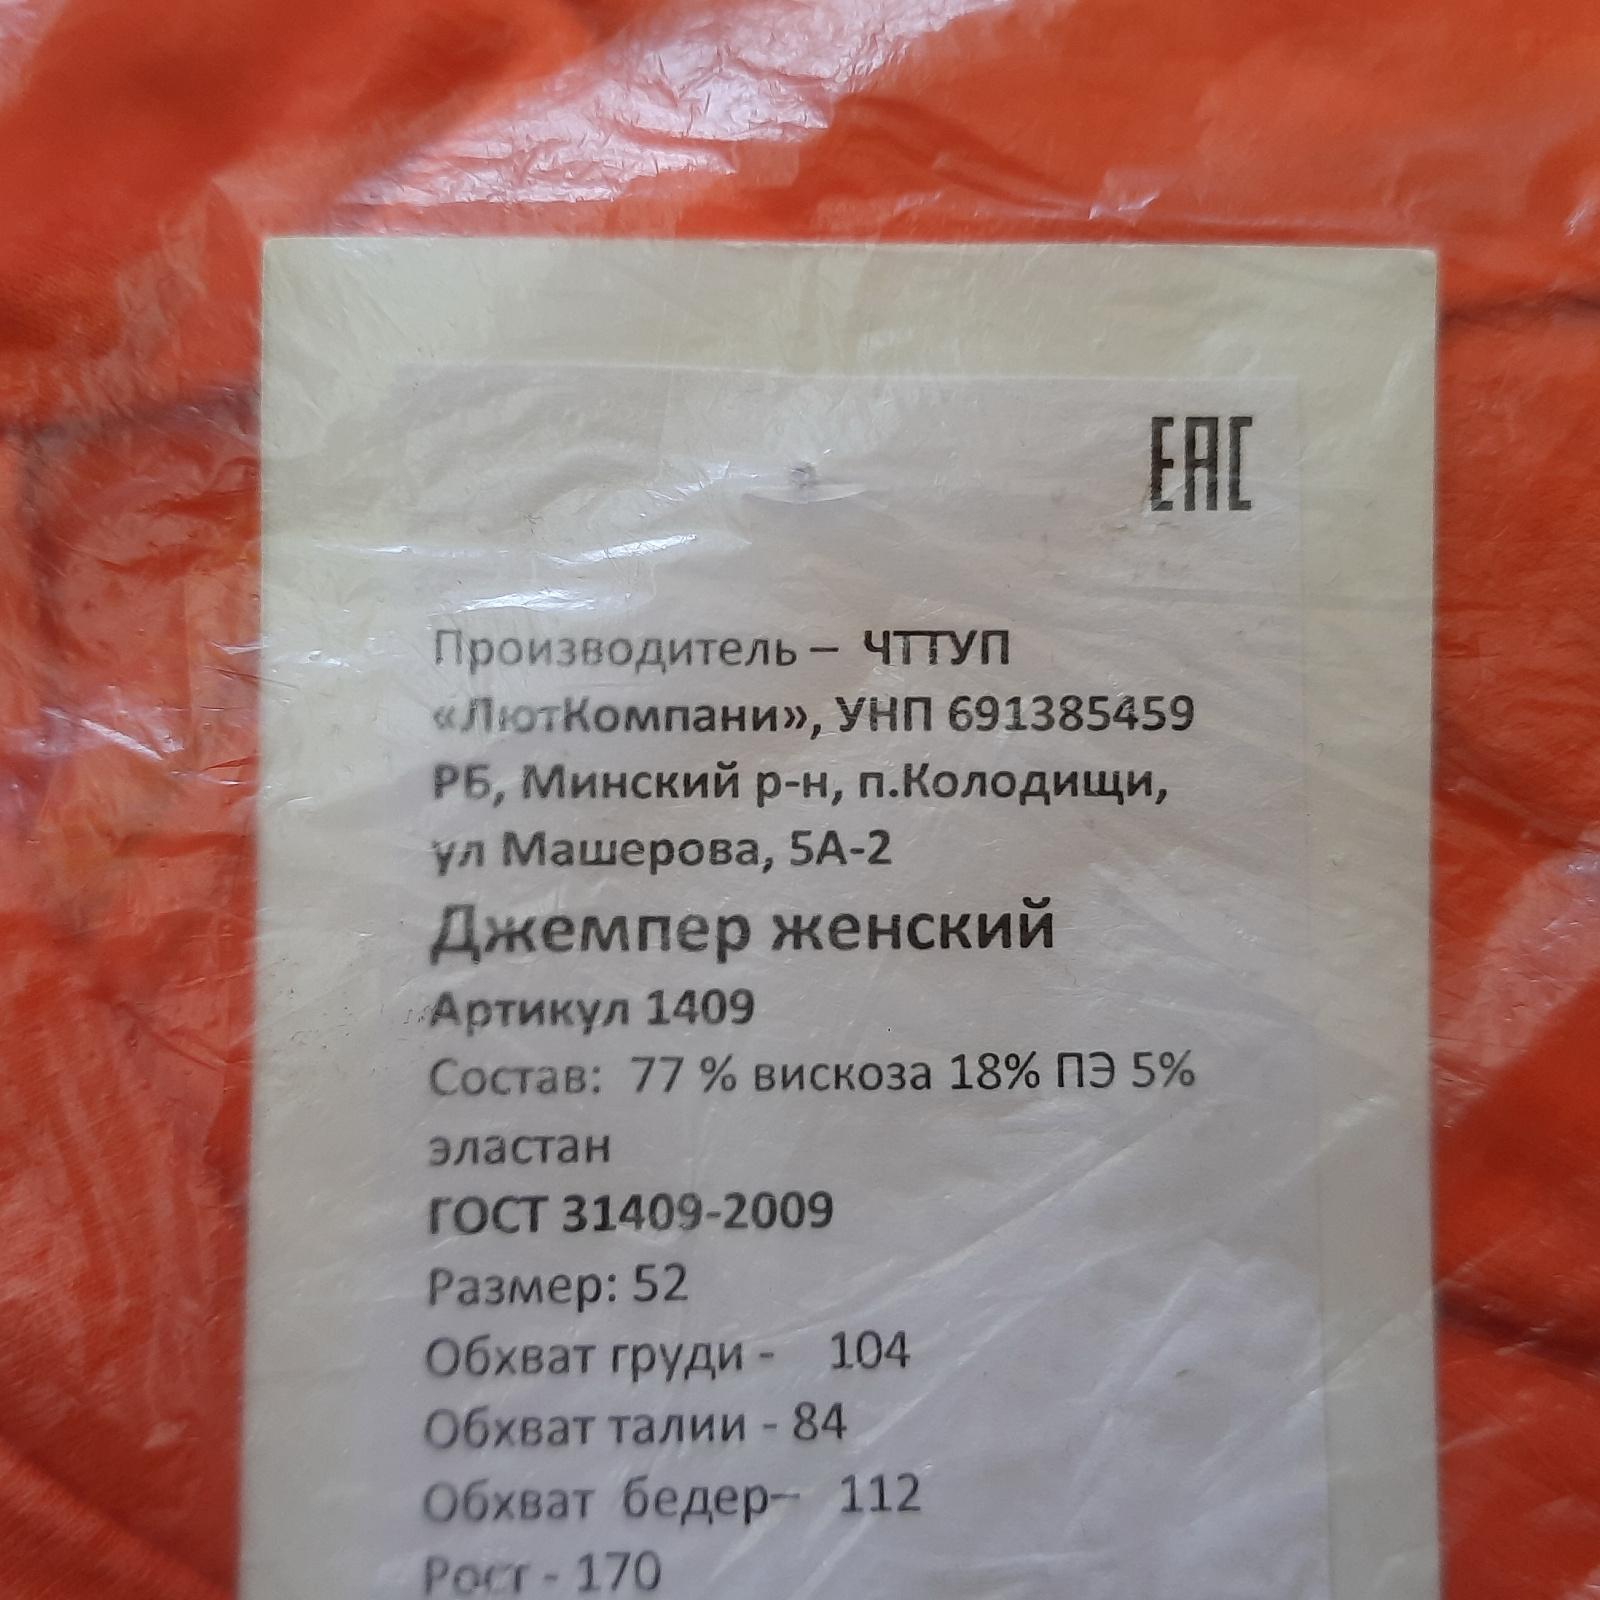 EAC
Производитель – ЧТТУП
«ЛютКомпани», УНП 691385459
РБ, Минский р-н, п.Колодищи,
ул Машерова, 5А-2
Джемпер женский
Артикул 1409
Состав: 77 % вискоза 18% ПЭ 5%
эластан
ГОСТ 31409-2009
Размер: 52
Обхват груди - 104
Обхват талии - 84
Обхват бедер– 112
Рост - 170